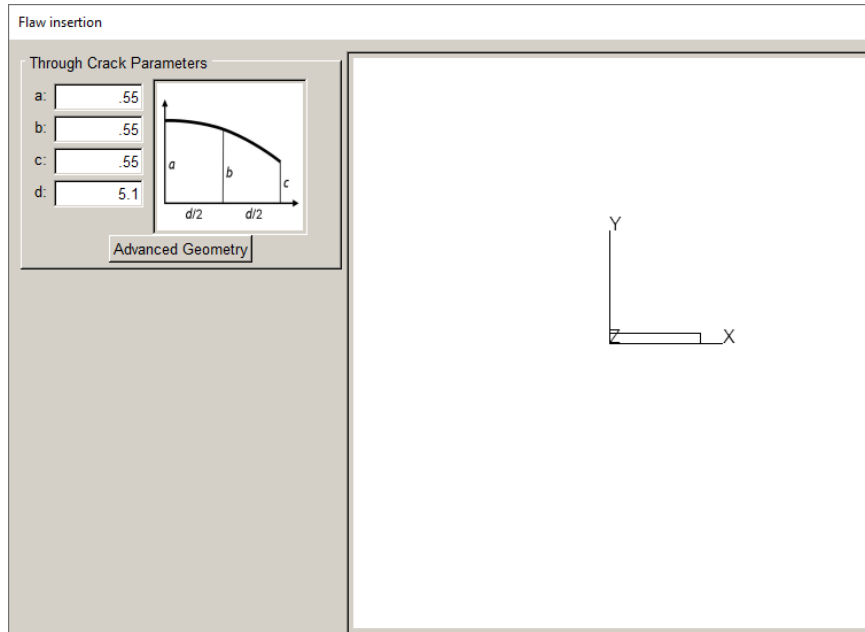 Flaw insertion
Through Crack Parameters
a: .55
b: .55
c: .55
d: 5.1
a
b
c
d/2 d/2
Advanced Geometry
Y
Z
X